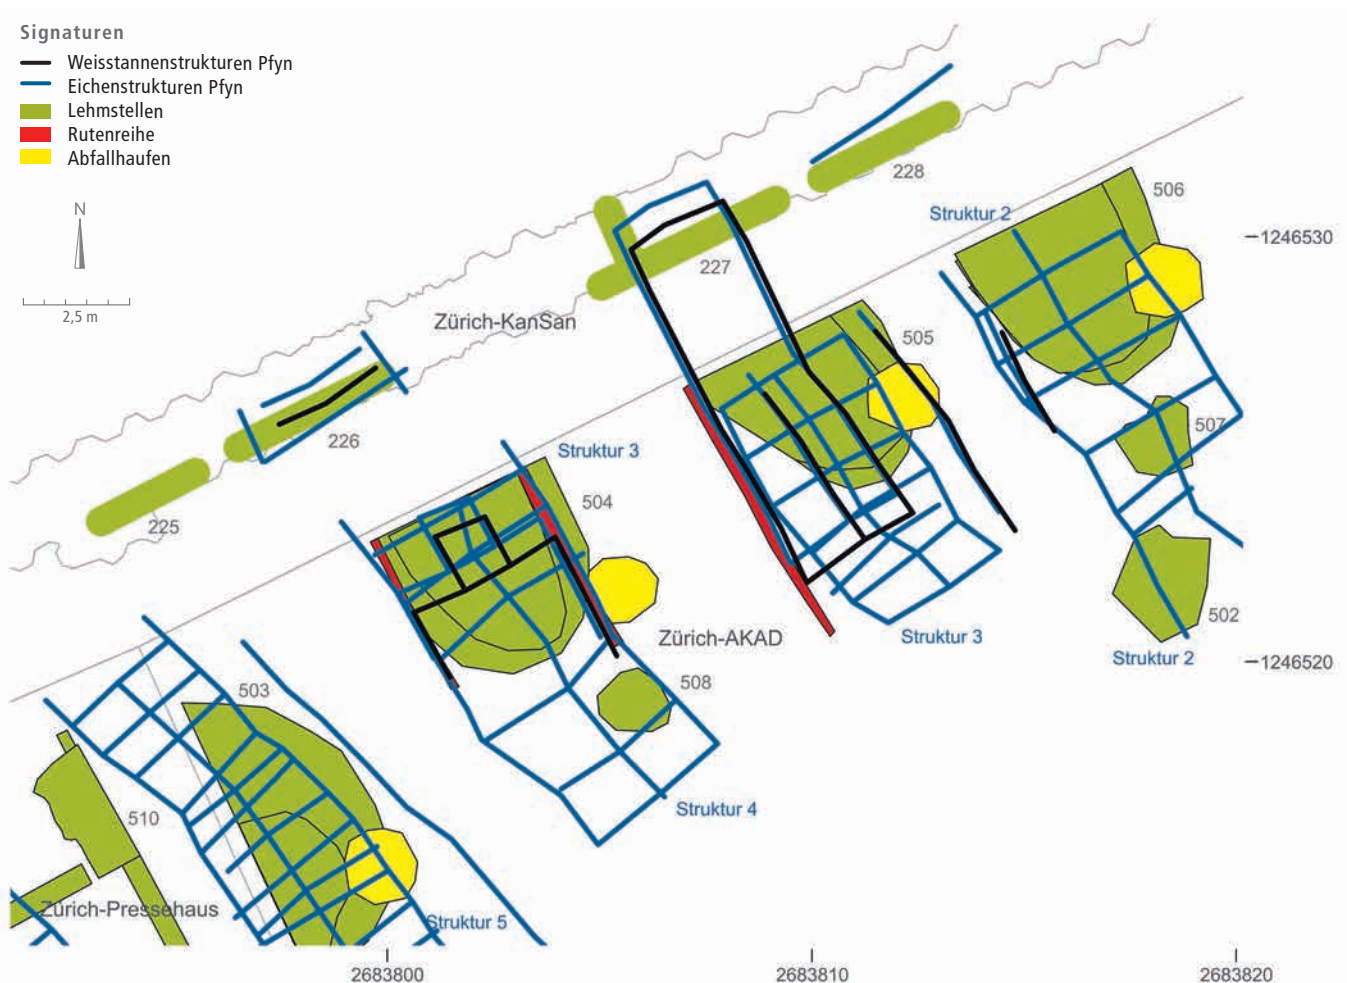 Signaturen
Weisstannenstrukturen Pfyn
Eichenstrukturen Pfyn
Lehmstellen
Rutenreihe
Abfallhaufen
N
2,5 m
228
506
Struktur 2
1246530
227
Zürich-KanSan
505
226
507
Struktur 3
504
225
502
Zürich-AKAD
Struktur 3
Struktur 2
1246520
508
503
Struktur 4
510
Zürich-Pressehaus
Struktur 5
2683800
2683810
2683820